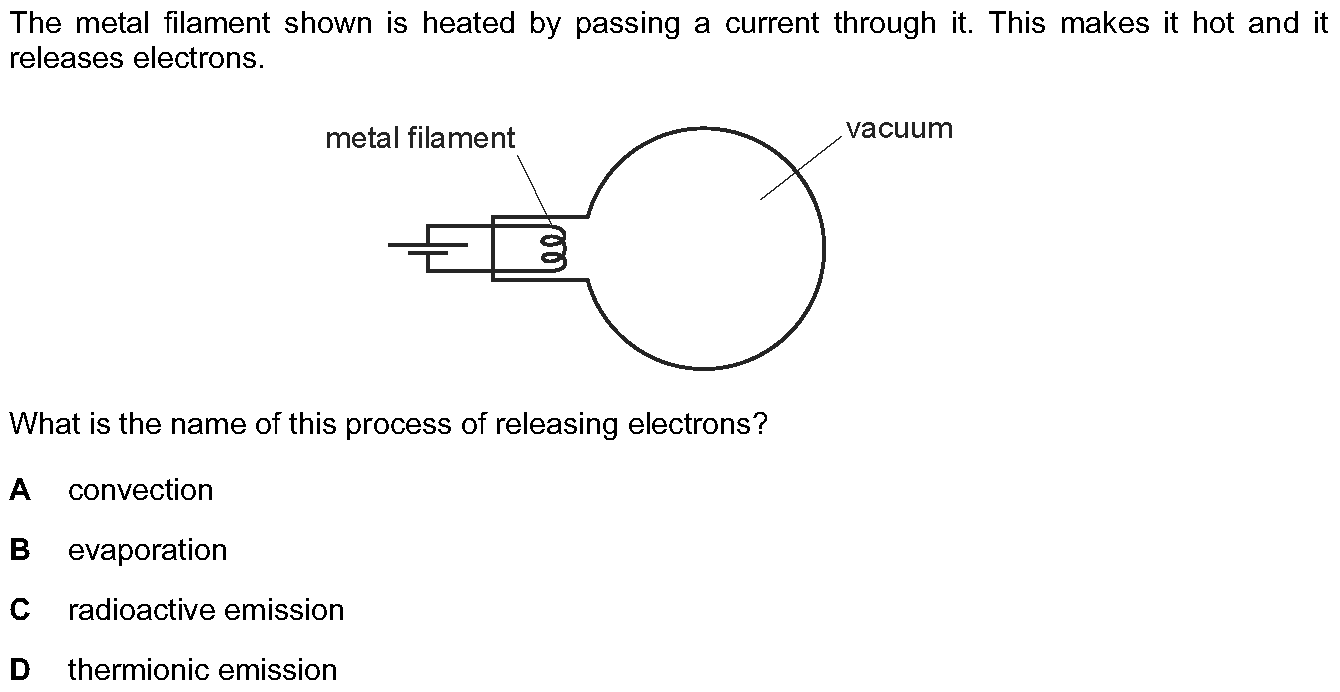 The metal filament shown is heated by passing a current through it. This makes it hot and it
releases electrons.
metal filament
vacuum
What is the name of this process of releasing electrons?
A convection
B evaporation
C radioactive emission
D thermionic emission